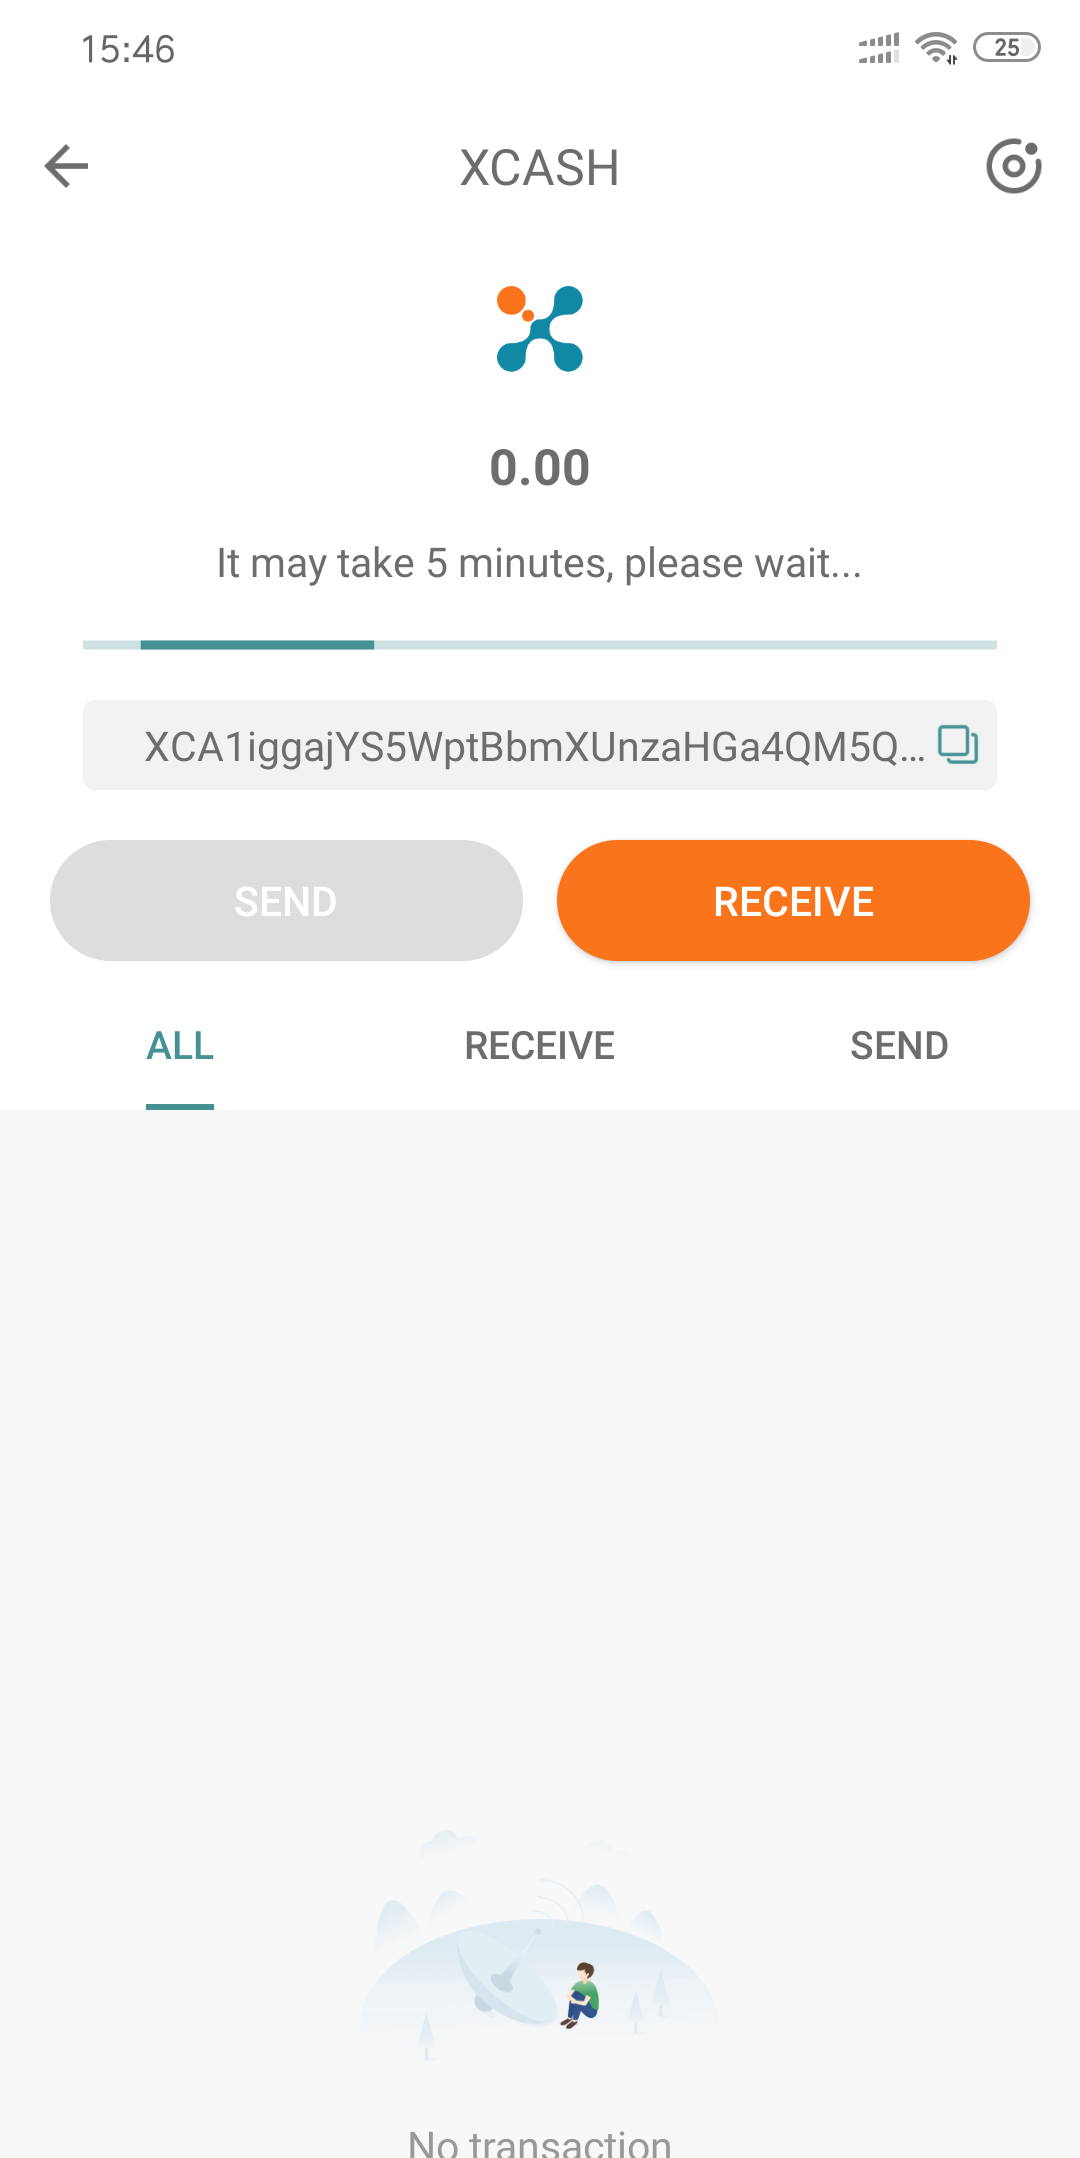 15:46
25
XCASH
0.00
It may take 5 minutes, please wait...
XCA1iggajYS5WptBbmXUnzaHGa4QM5Q...
SEND
RECEIVE
ALL
RECEIVE
SEND
No transaction